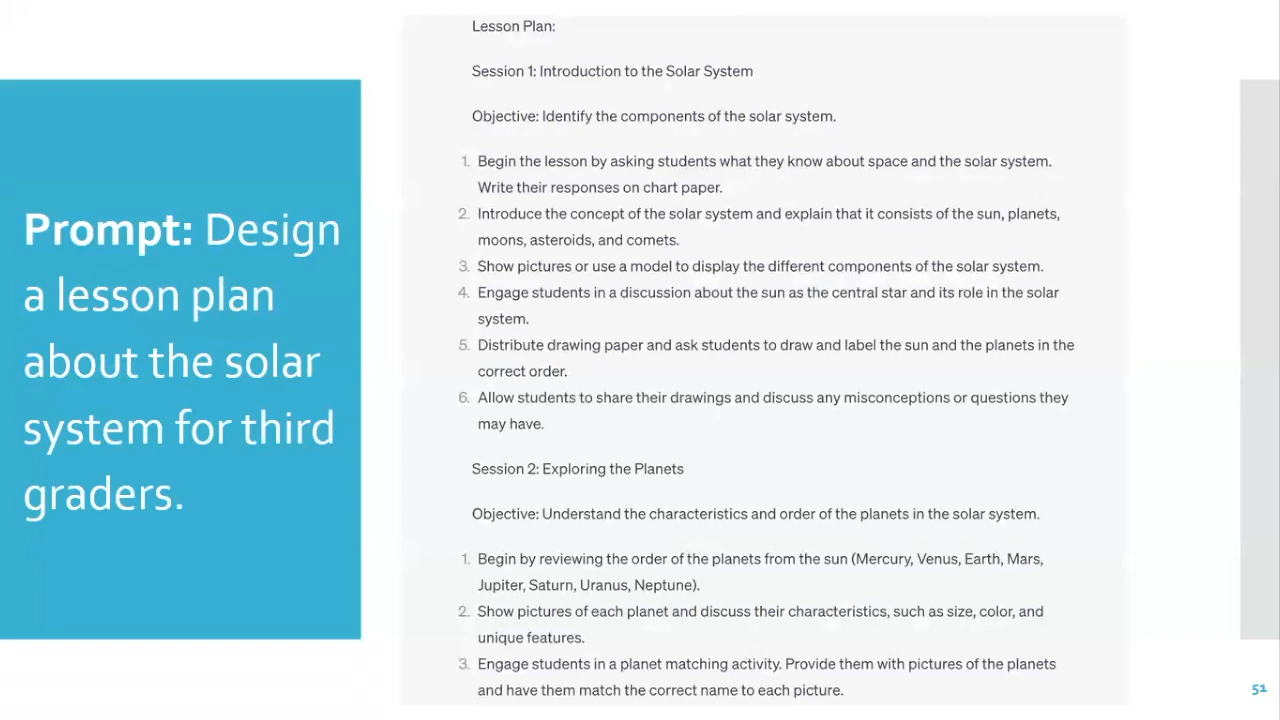 Prompt: Design
a lesson plan
about the solar
system for third
graders.
Lesson Plan:
Session 1: Introduction to the Solar System
Objective: Identify the components of the solar system.
1. Begin the lesson by asking students what they know about space and the solar system.
Write their responses on chart paper.
2. Introduce the concept of the solar system and explain that it consists of the sun, planets,
moons, asteroids, and comets.
3. Show pictures or use a model to display the different components of the solar system.
4. Engage students in a discussion about the sun as the central star and its role in the solar
system.
5. Distribute drawing paper and ask students to draw and label the sun and the planets in the
correct order.
6. Allow students to share their drawings and discuss any misconceptions or questions they
may have.
Session 2: Exploring the Planets
Objective: Understand the characteristics and order of the planets in the solar system.
1. Begin by reviewing the order of the planets from the sun (Mercury, Venus, Earth, Mars,
Jupiter, Saturn, Uranus, Neptune).
2. Show pictures of each planet and discuss their characteristics, such as size, color, and
unique features.
3. Engage students in a planet matching activity. Provide them with pictures of the planets
and have them match the correct name to each picture.
51